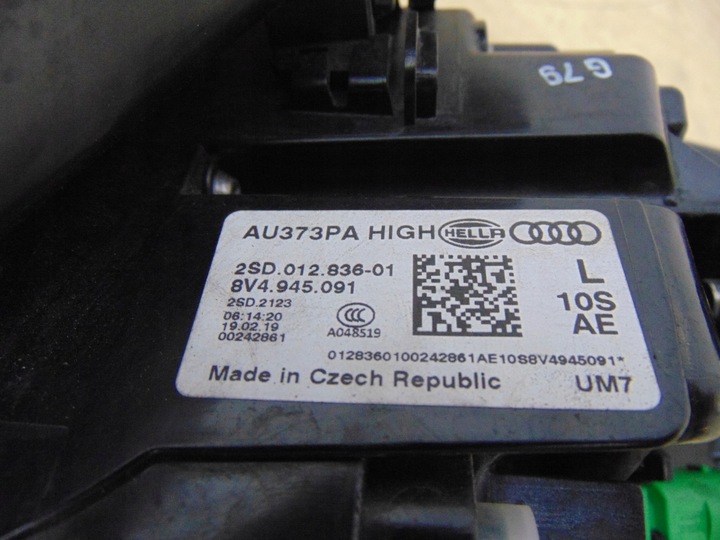 G79
AU373PA HIGH HELLA
2SD.012.836-01 L
8V4.945.091
2SD.2123 10S
06:14:20 CCC AE
19.02.19 A048519
00242861
0128360100242861AE10S8V4945091*
Made in Czech Republic UM7